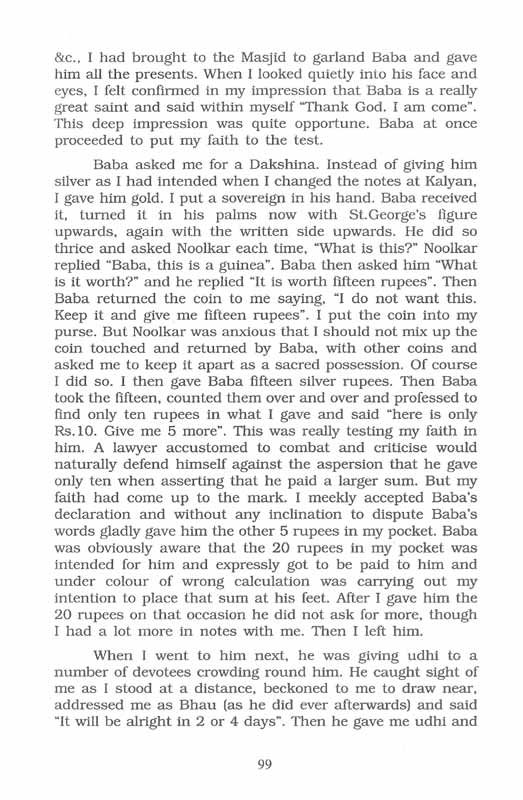 &c., I had brought to the Masjid to garland Baba and gave
him all the presents. When I looked quietly into his face and
eyes, I felt confirmed in my impression that Baba is a really
great saint and said within myself “Thank God. I am come”.
This deep impression was quite opportune. Baba at once
proceeded to put my faith to the test.
Baba asked me for a Dakshina. Instead of giving him
silver as I had intended when I changed the notes at Kalyan,
I gave him gold. I put a sovereign in his hand. Baba received
it, turned it in his palms now with St.George's figure
upwards, again with the written side upwards. He did so
thrice and asked Noolkar each time, “What is this?” Noolkar
replied “Baba, this is a guinea”. Baba then asked him “What
is it worth?” and he replied “It is worth fifteen rupees”. Then
Baba returned the coin to me saying, “I do not want this.
Keep it and give me fifteen rupees”. I put the coin into my
purse. But Noolkar was anxious that I should not mix up the
coin touched and returned by Baba, with other coins and
asked me to keep it apart as a sacred possession. Of course
I did so. I then gave Baba fifteen silver rupees. Then Baba
took the fifteen, counted them over and over and professed to
find only ten rupees in what I gave and said “here is only
Rs.10. Give me 5 more”. This was really testing my faith in
him. A lawyer accustomed to combat and criticise would
naturally defend himself against the aspersion that he gave
only ten when asserting that he paid a larger sum. But my
faith had come up to the mark. I meekly accepted Baba's
declaration and without any inclination to dispute Baba's
words gladly gave him the other 5 rupees in my pocket. Baba
was obviously aware that the 20 rupees in my pocket was
intended for him and expressly got to be paid to him and
under colour of wrong calculation was carrying out my
intention to place that sum at his feet. After I gave him the
20 rupees on that occasion he did not ask for more, though
I had a lot more in notes with me. Then I left him.
When I went to him next, he was giving udhi to a
number of devotees crowding round him. He caught sight of
me as I stood at a distance, beckoned to me to draw near,
addressed me as Bhau (as he did ever afterwards) and said
“It will be alright in 2 or 4 days”. Then he gave me udhi and
99